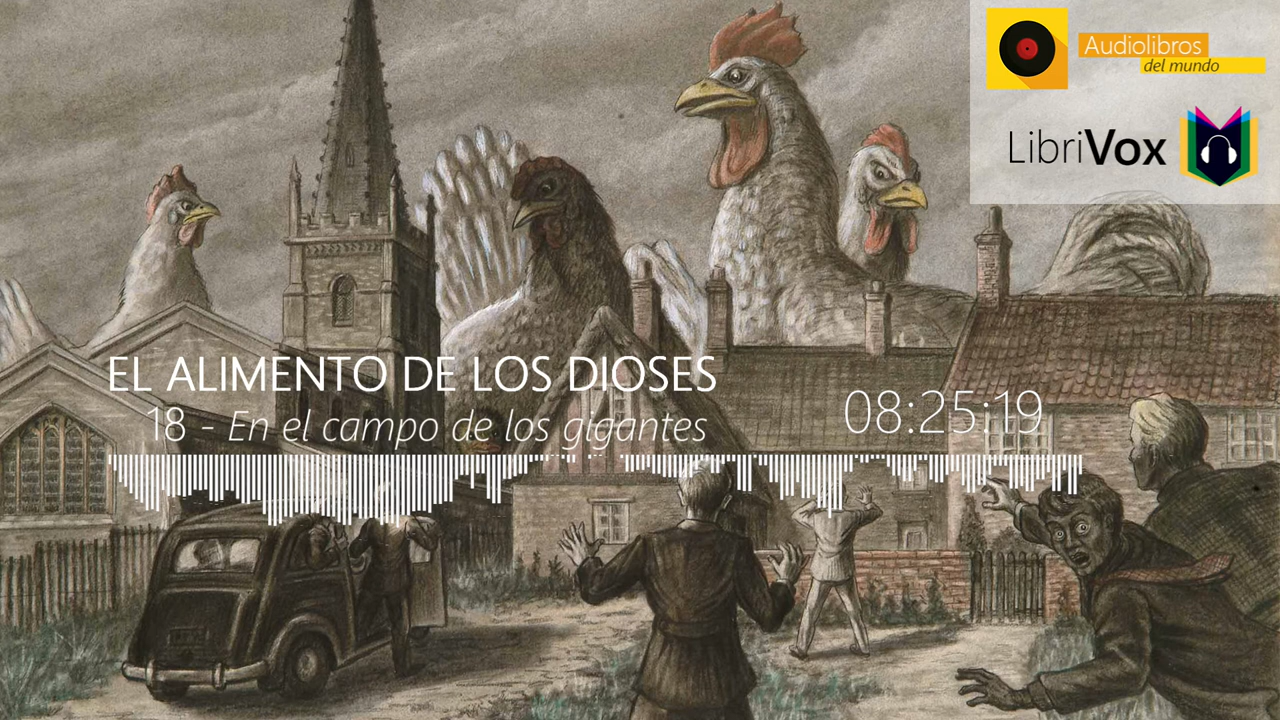 Audiolibros
del mundo
LibriVox
EL ALIMENTO DE LOS DIOSES
18 - En el campo de los gigantes
08:25:19